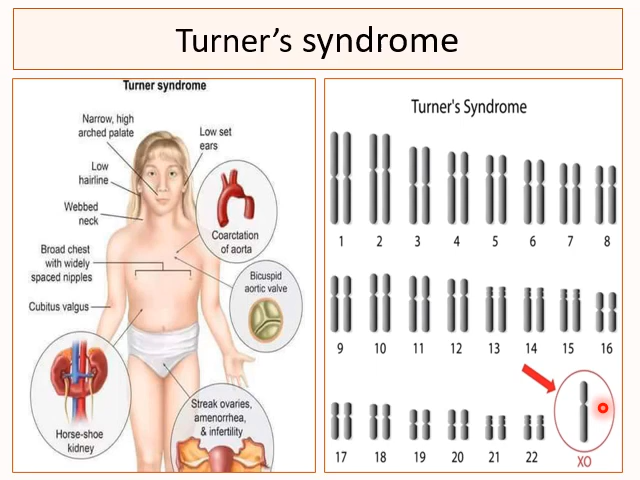 Turner’s syndrome
Turner syndrome
Narrow, high
arched palate
Low set
ears
Low
hairline
Webbed
neck
Coarctation
of aorta
Broad chest
with widely
spaced nipples
Bicuspid
aortic valve
Cubitus valgus
Horse-shoe
kidney
Streak ovaries,
amenorrhea,
& infertility
Turner's Syndrome
1 2 3 4 5 6 7 8
9 10 11 12 13 14 15 16
17 18 19 20 21 22 XO